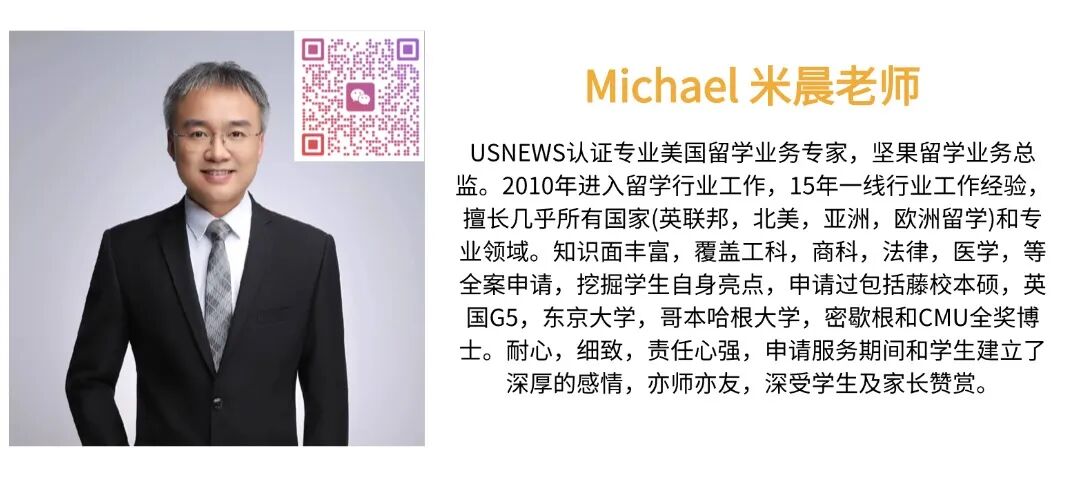 Michael 米晨老师
USNEWS认证专业美国留学业务专家，坚果留学业务总
监。2010年进入留学行业工作，15年一线行业工作经验，
擅长几乎所有国家(英联邦，北美，亚洲，欧洲留学)和专
业领域。知识面丰富，覆盖工科，商科，法律，医学，等
全案申请，挖掘学生自身亮点，申请过包括藤校本硕，英
国G5，东京大学，哥本哈根大学，密歇根和CMU全奖博
士。耐心，细致，责任心强，申请服务期间和学生建立了
深厚的感情，亦师亦友，深受学生及家长赞赏。